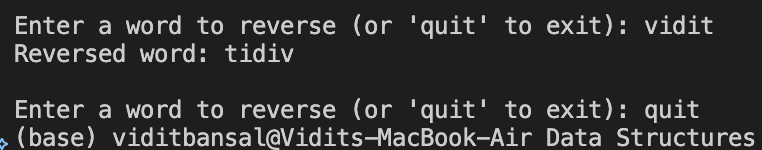 Enter a word to reverse (or 'quit' to exit): vidit
Reversed word: tidiv
Enter a word to reverse (or 'quit' to exit): quit
(base) viditbansal@Vidits-MacBook-Air Data Structures